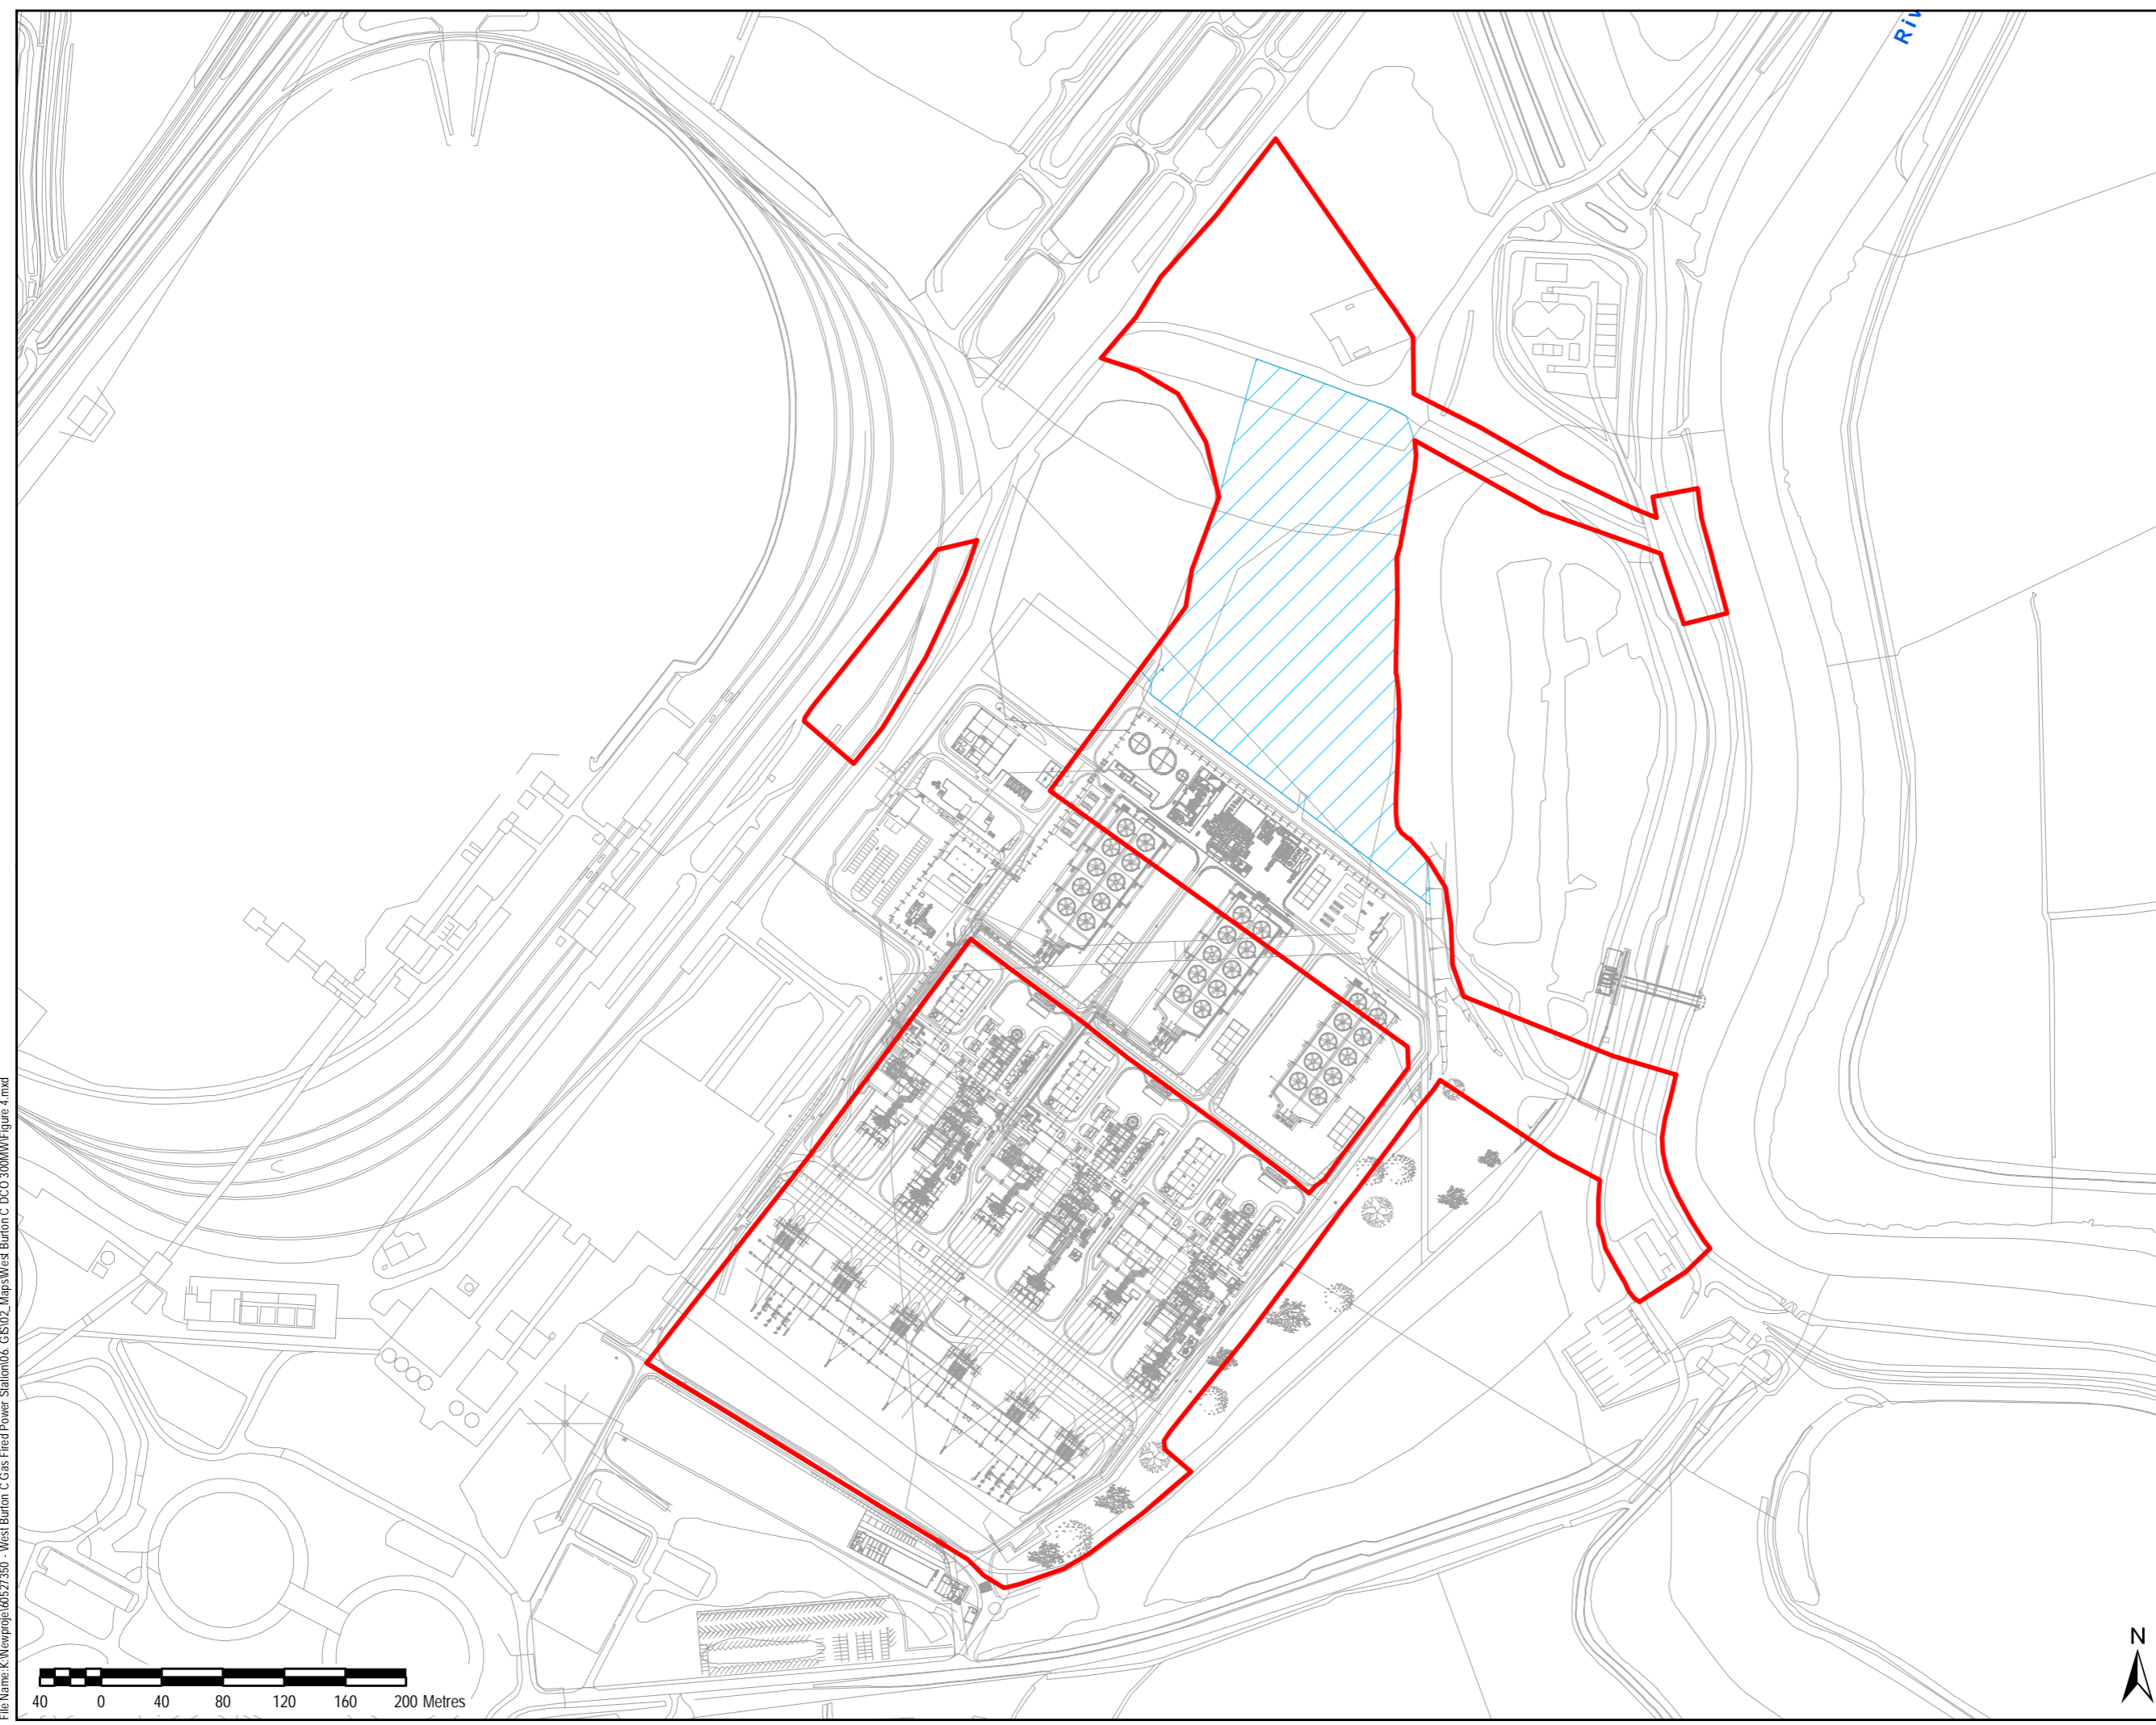 Riv
File Name:K:\Newproje\60527350 - West Burton C Gas Fired Power Station\06. GIS\02_Maps\West Burton C DCO 300MW\Figure 4.mxd
N
40 0 40 80 120 160 200 Metres